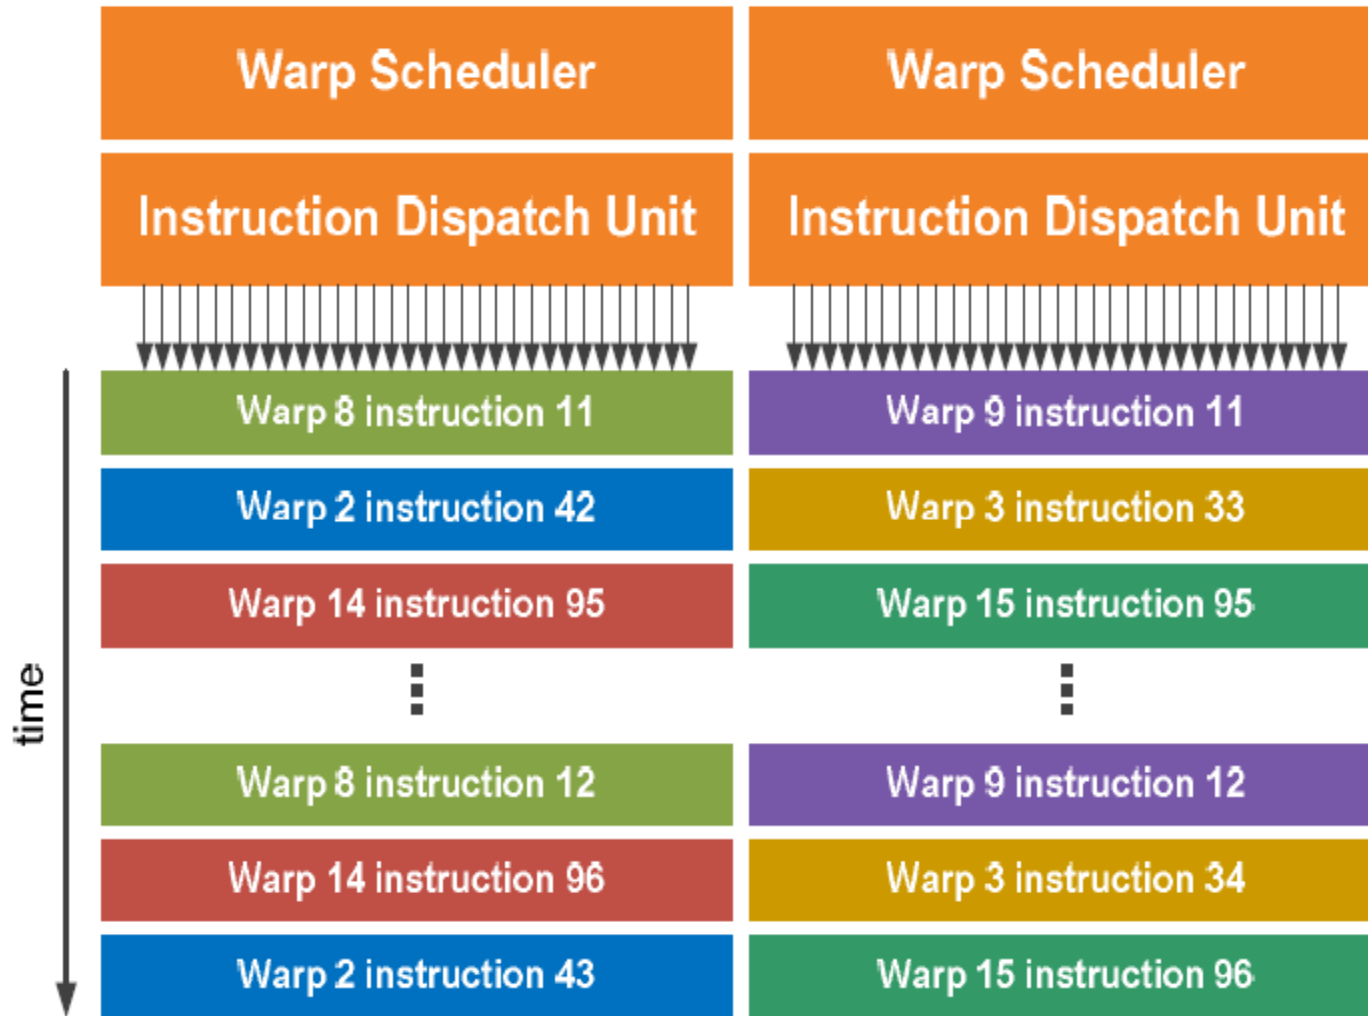 Warp Scheduler
Warp Scheduler
Instruction Dispatch Unit
Instruction Dispatch Unit
Warp 8 instruction 11
Warp 9 instruction 11
Warp 2 instruction 42
Warp 3 instruction 33
Warp 14 instruction 95
Warp 15 instruction 95
time
Warp 8 instruction 12
Warp 9 instruction 12
Warp 14 instruction 96
Warp 3 instruction 34
Warp 2 instruction 43
Warp 15 instruction 96